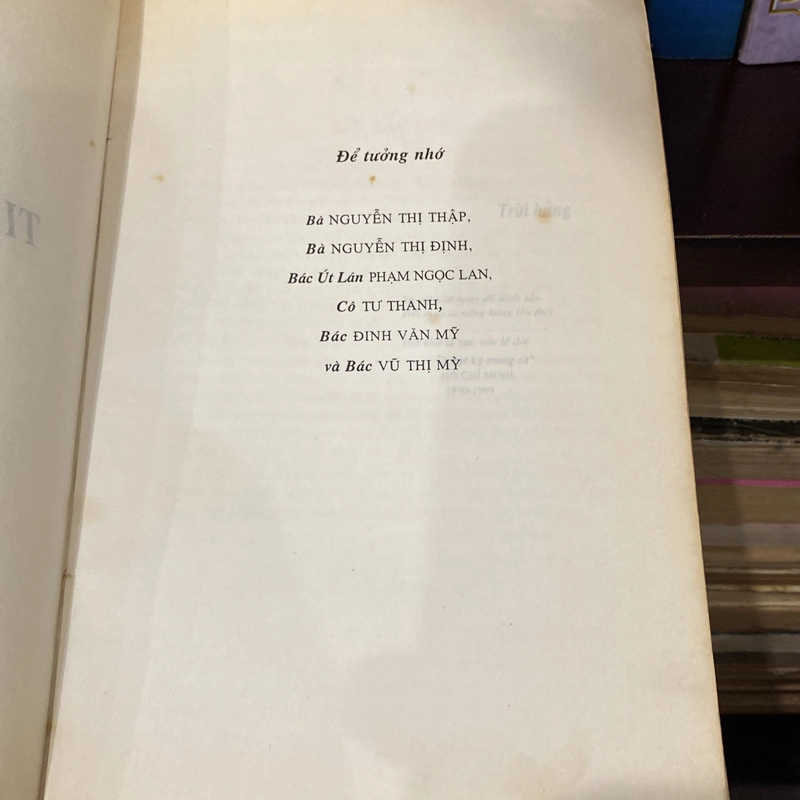 Để tưởng nhớ
Bà NGUYỄN THỊ THẬP,
Bà NGUYỄN THỊ ĐỊNH,
Bác Út Lân PHẠM NGỌC LAN,
Cô TƯ THANH,
Bác ĐINH VĂN MỸ
và Bác VŨ THỊ MỲ